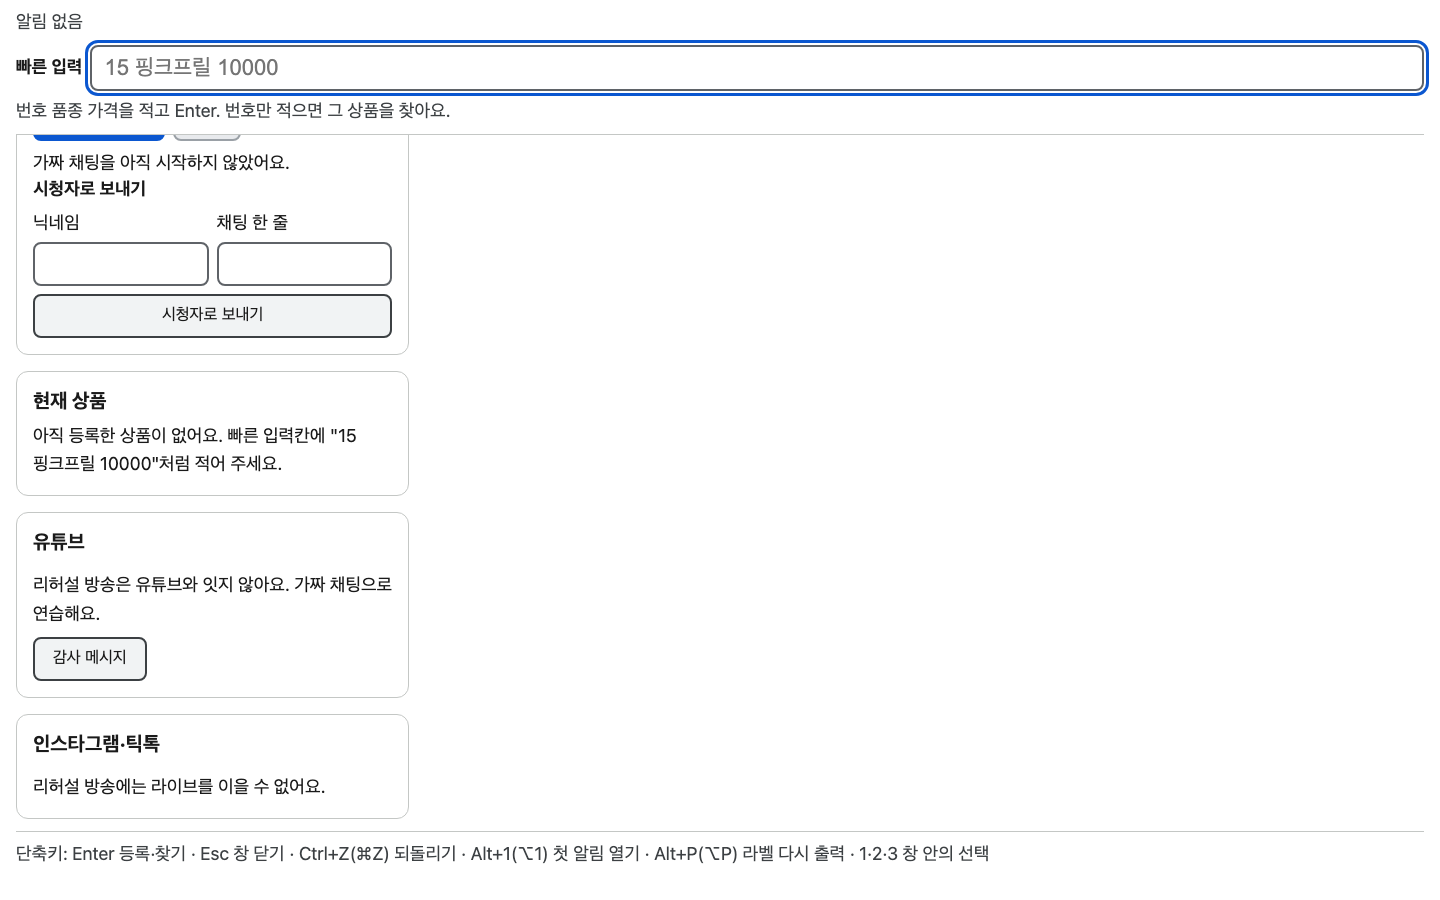 알림 없음
빠른 입력
15 핑크프릴 10000
번호 품종 가격을 적고 Enter. 번호만 적으면 그 상품을 찾아요.
가짜 채팅을 아직 시작하지 않았어요.
시청자로 보내기
닉네임
채팅 한 줄
시청자로 보내기
현재 상품
아직 등록한 상품이 없어요. 빠른 입력칸에 "15
핑크프릴 10000"처럼 적어 주세요.
유튜브
리허설 방송은 유튜브와 잇지 않아요. 가짜 채팅으로
연습해요.
감사 메시지
인스타그램·틱톡
리허설 방송에는 라이브를 이을 수 없어요.
단축키: Enter 등록·찾기 · Esc 창 닫기 · Ctrl+Z(⌘Z) 되돌리기 · Alt+1(⌥1) 첫 알림 열기 · Alt+P(⌥P) 라벨 다시 출력 · 1·2·3 창 안의 선택